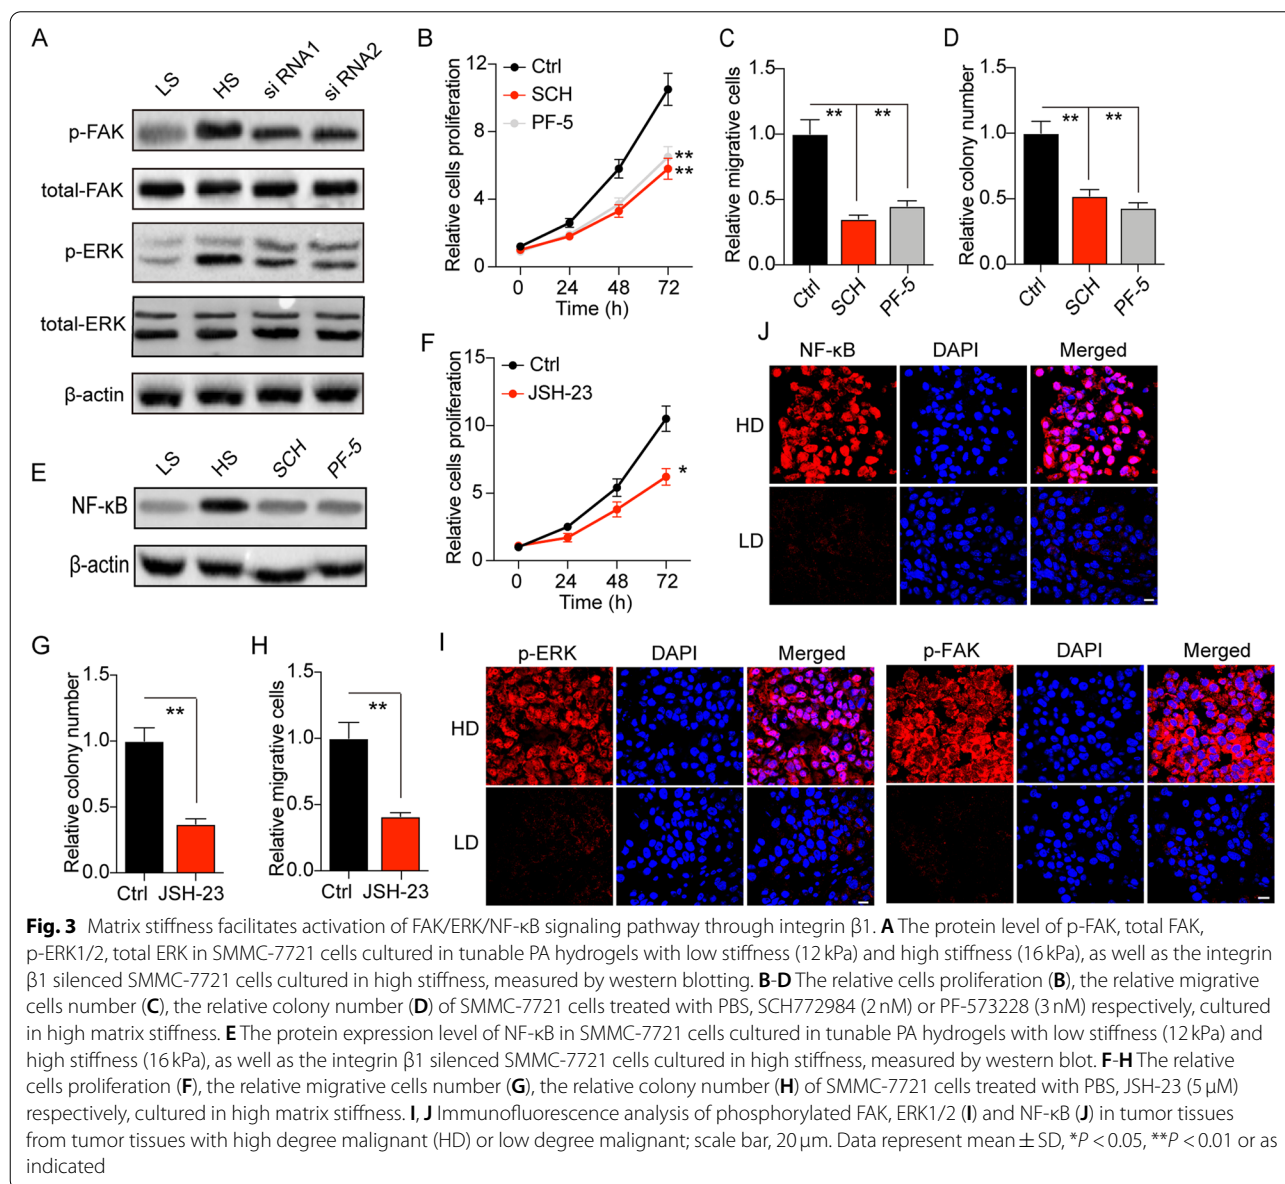 A
LS
HS
si RNA1
si RNA2
p-FAK
total-FAK
p-ERK
total-ERK
β-actin
B
Relative cells proliferation
12
8
4
0
Ctrl
SCH
PF-5
**
**
0 24 48 72
Time (h)
C
Relative migrative cells
1.5
1.0
0.5
0.0
** **
Ctrl
SCH
PF-5
D
Relative colony number
1.5
1.0
0.5
0.0
** **
Ctrl
SCH
PF-5
E
LS
HS
SCH
PF-5
NF-κB
β-actin
F
Relative cells proliferation
15
10
5
0
Ctrl
JSH-23
*
0 24 48 72
Time (h)
J
NF-κB DAPI Merged
HD
LD
G
Relative colony number
1.5
1.0
0.5
0.0
**
Ctrl JSH-23
H
Relative migrative cells
1.5
1.0
0.5
0.0
**
Ctrl JSH-23
I
p-ERK DAPI Merged p-FAK DAPI Merged
HD
LD
Fig. 3 Matrix stiffness facilitates activation of FAK/ERK/NF-κB signaling pathway through integrin β1. A The protein level of p-FAK, total FAK,
p-ERK1/2, total ERK in SMMC-7721 cells cultured in tunable PA hydrogels with low stiffness (12 kPa) and high stiffness (16 kPa), as well as the integrin
β1 silenced SMMC-7721 cells cultured in high stiffness, measured by western blotting. B-D The relative cells proliferation (B), the relative migrative
cells number (C), the relative colony number (D) of SMMC-7721 cells treated with PBS, SCH772984 (2 nM) or PF-573228 (3 nM) respectively, cultured
in high matrix stiffness. E The protein expression level of NF-κB in SMMC-7721 cells cultured in tunable PA hydrogels with low stiffness (12 kPa) and
high stiffness (16 kPa), as well as the integrin β1 silenced SMMC-7721 cells cultured in high stiffness, measured by western blot. F-H The relative
cells proliferation (F), the relative migrative cells number (G), the relative colony number (H) of SMMC-7721 cells treated with PBS, JSH-23 (5 μM)
respectively, cultured in high matrix stiffness. I, J Immunofluorescence analysis of phosphorylated FAK, ERK1/2 (I) and NF-κB (J) in tumor tissues
from tumor tissues with high degree malignant (HD) or low degree malignant; scale bar, 20 μm. Data represent mean ± SD, *P < 0.05, **P < 0.01 or as
indicated